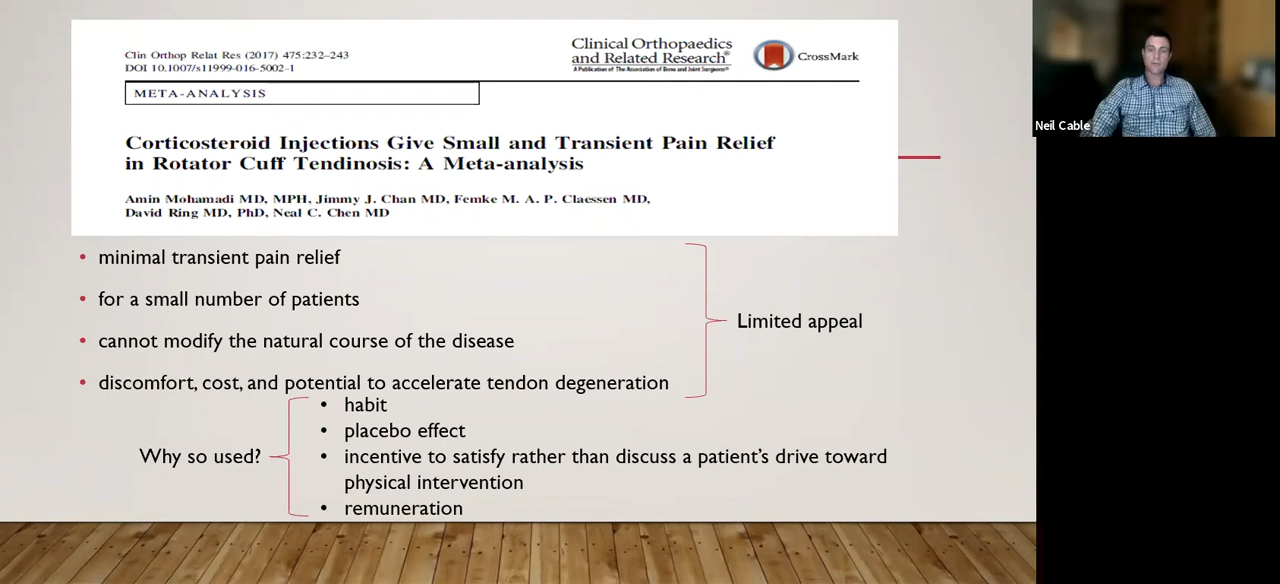 Clin Orthop Relat Res (2017) 475:232–243
DOI 10.1007/s11999-016-5002-1
Clinical Orthopaedics
and Related Research®
A Publication of The Association of Bone and Joint Surgeons®
CrossMark
META-ANALYSIS
Corticosteroid Injections Give Small and Transient Pain Relief
in Rotator Cuff Tendinosis: A Meta-analysis
Amin Mohamadi MD, MPH, Jimmy J. Chan MD, Femke M. A. P. Claessen MD,
David Ring MD, PhD, Neal C. Chen MD
• minimal transient pain relief
• for a small number of patients
• cannot modify the natural course of the disease
• discomfort, cost, and potential to accelerate tendon degeneration
Limited appeal
Why so used?
• habit
• placebo effect
• incentive to satisfy rather than discuss a patient's drive toward
physical intervention
• remuneration
Neil Cable